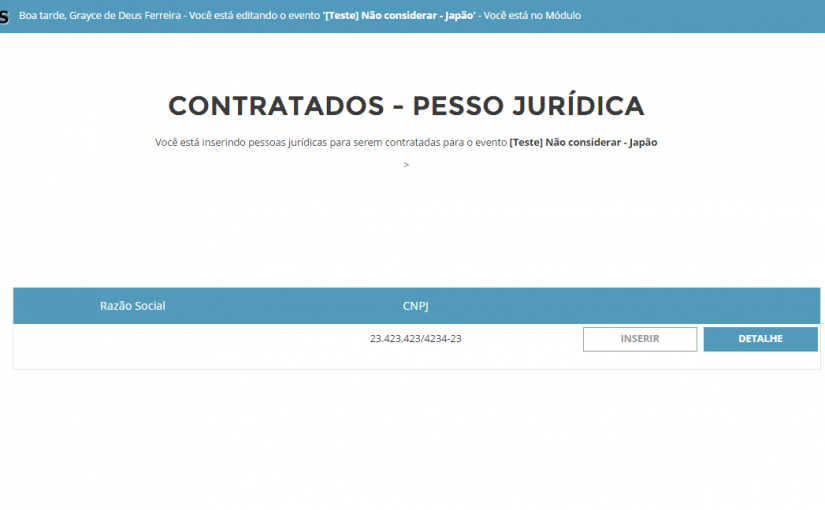 S Boa tarde, Grayce de Deus Ferreira - Você está editando o evento '[Teste] Não considerar - Japão' - Você está no Módulo
CONTRATADOS - PESSO JURÍDICA
Você está inserindo pessoas jurídicas para serem contratadas para o evento [Teste] Não considerar - Japão
>
Razão Social CNPJ
23.423.423/4234-23 INSERIR DETALHE